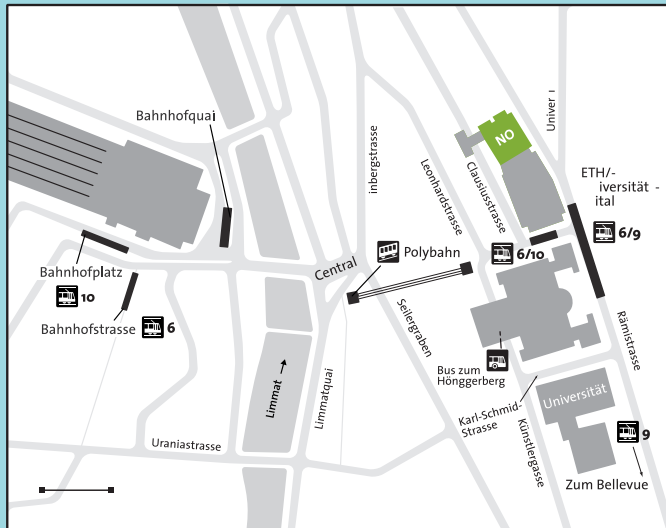 Bahnhofquai
inbergstrasse
Leonhardstrasse
Clausiusstrasse
NO
Univer
ETH/-
iversität -
ital
6/9
Bahnhofplatz
10
Bahnhofstrasse
6
Central
Polybahn
6/10
Seilergraben
Rämistrasse
Limmat
Limmatquai
Bus zum
Hönggerberg
Karl-Schmid-
Strasse
Künstlergasse
Universität
Uraniastrasse
9
Zum Bellevue